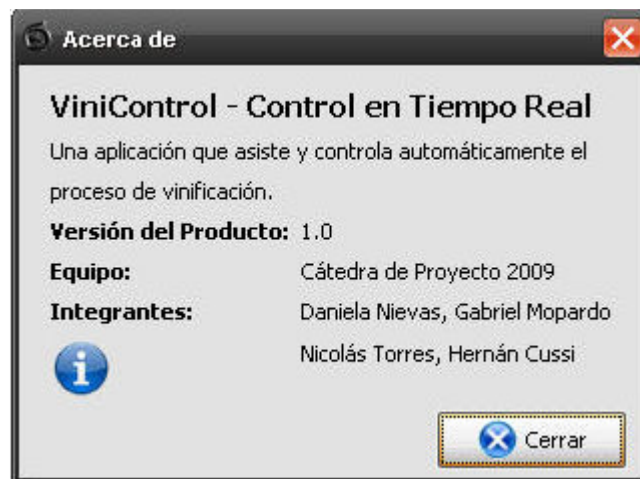 Acerca de
ViniControl - Control en Tiempo Real
Una aplicación que asiste y controla automáticamente el
proceso de vinificación.
Versión del Producto: 1.0
Equipo: Cátedra de Proyecto 2009
Integrantes: Daniela Nievas, Gabriel Mopardo
Nicolás Torres, Hernán Cussi
Cerrar